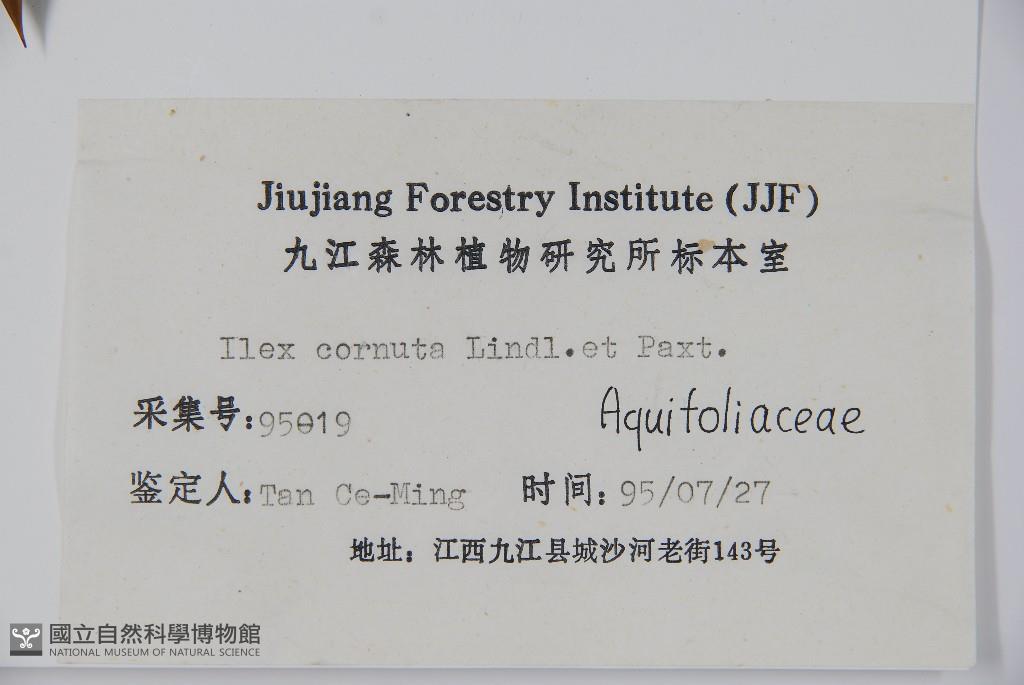 Jiujiang Forestry Institute (JJF)
九江森林植物研究所标本室
Ilex cornuta Lindl.et Paxt.
采集号:95019
Aquifoliaceae
鉴定人:Tan Ce-Ming 时间:95/07/27
地址：江西九江县城沙河老街143号
國立自然科學博物館
NATIONAL MUSEUM OF NATURAL SCIENCE